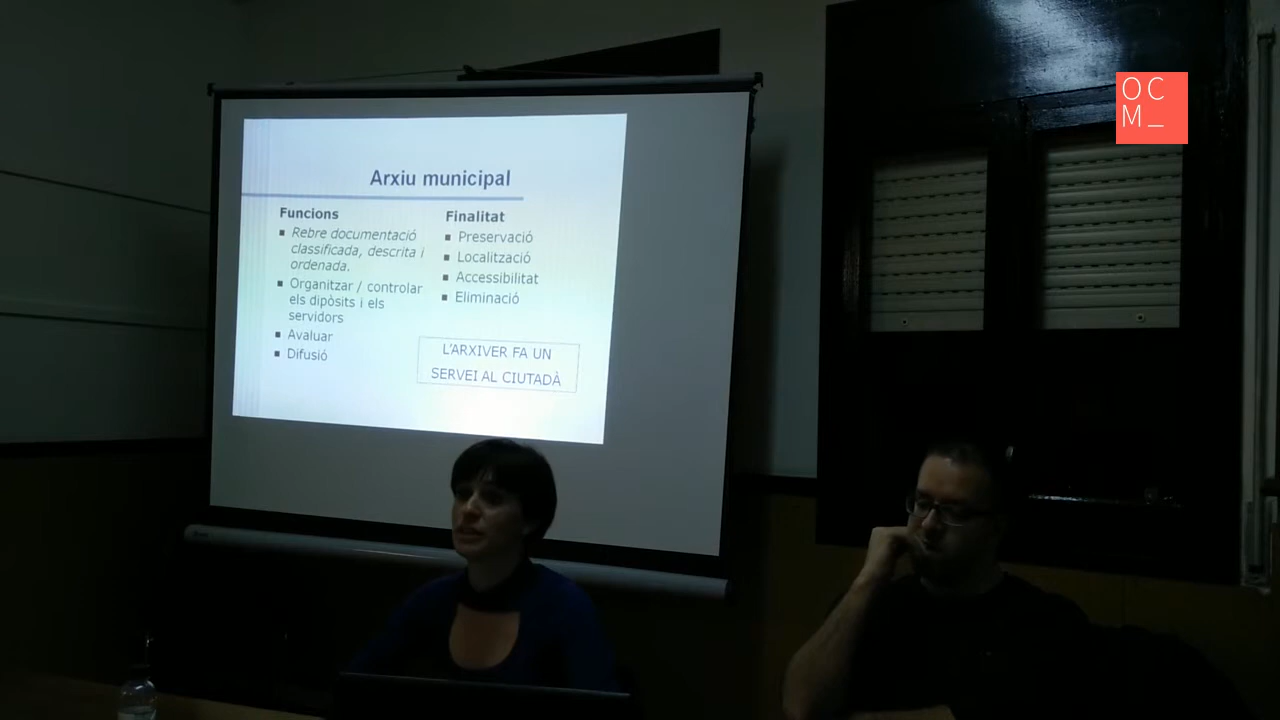 Arxiu municipal
Funcions
Rebre documentació
classificada, descrita i
ordenada.
Organitzar / controlar
els dipòsits i els
servidors
Avaluar
Difusió
Finalitat
Preservació
Localització
Accessibilitat
Eliminació
L'ARXIVER FA UN
SERVEI AL CIUTADÀ
OC
M_